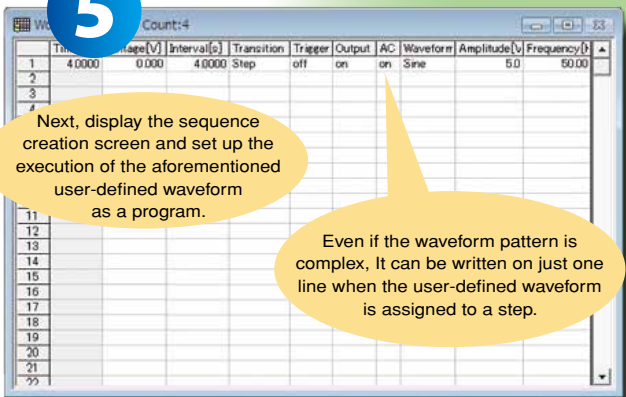 5
Count:4
Interval[s] Transition Trigger Output AC Waveform
1 4.0000 0.000 4.0000 Step off on on Sine 5.0 50.00
2
3
4
Next, display the sequence
creation screen and set up the
execution of the aforementioned
user-defined waveform
as a program.
11
12
13
14
15
16
17
18
19
20
21
22
Even if the waveform pattern is
complex, It can be written on just one
line when the user-defined waveform
is assigned to a step.